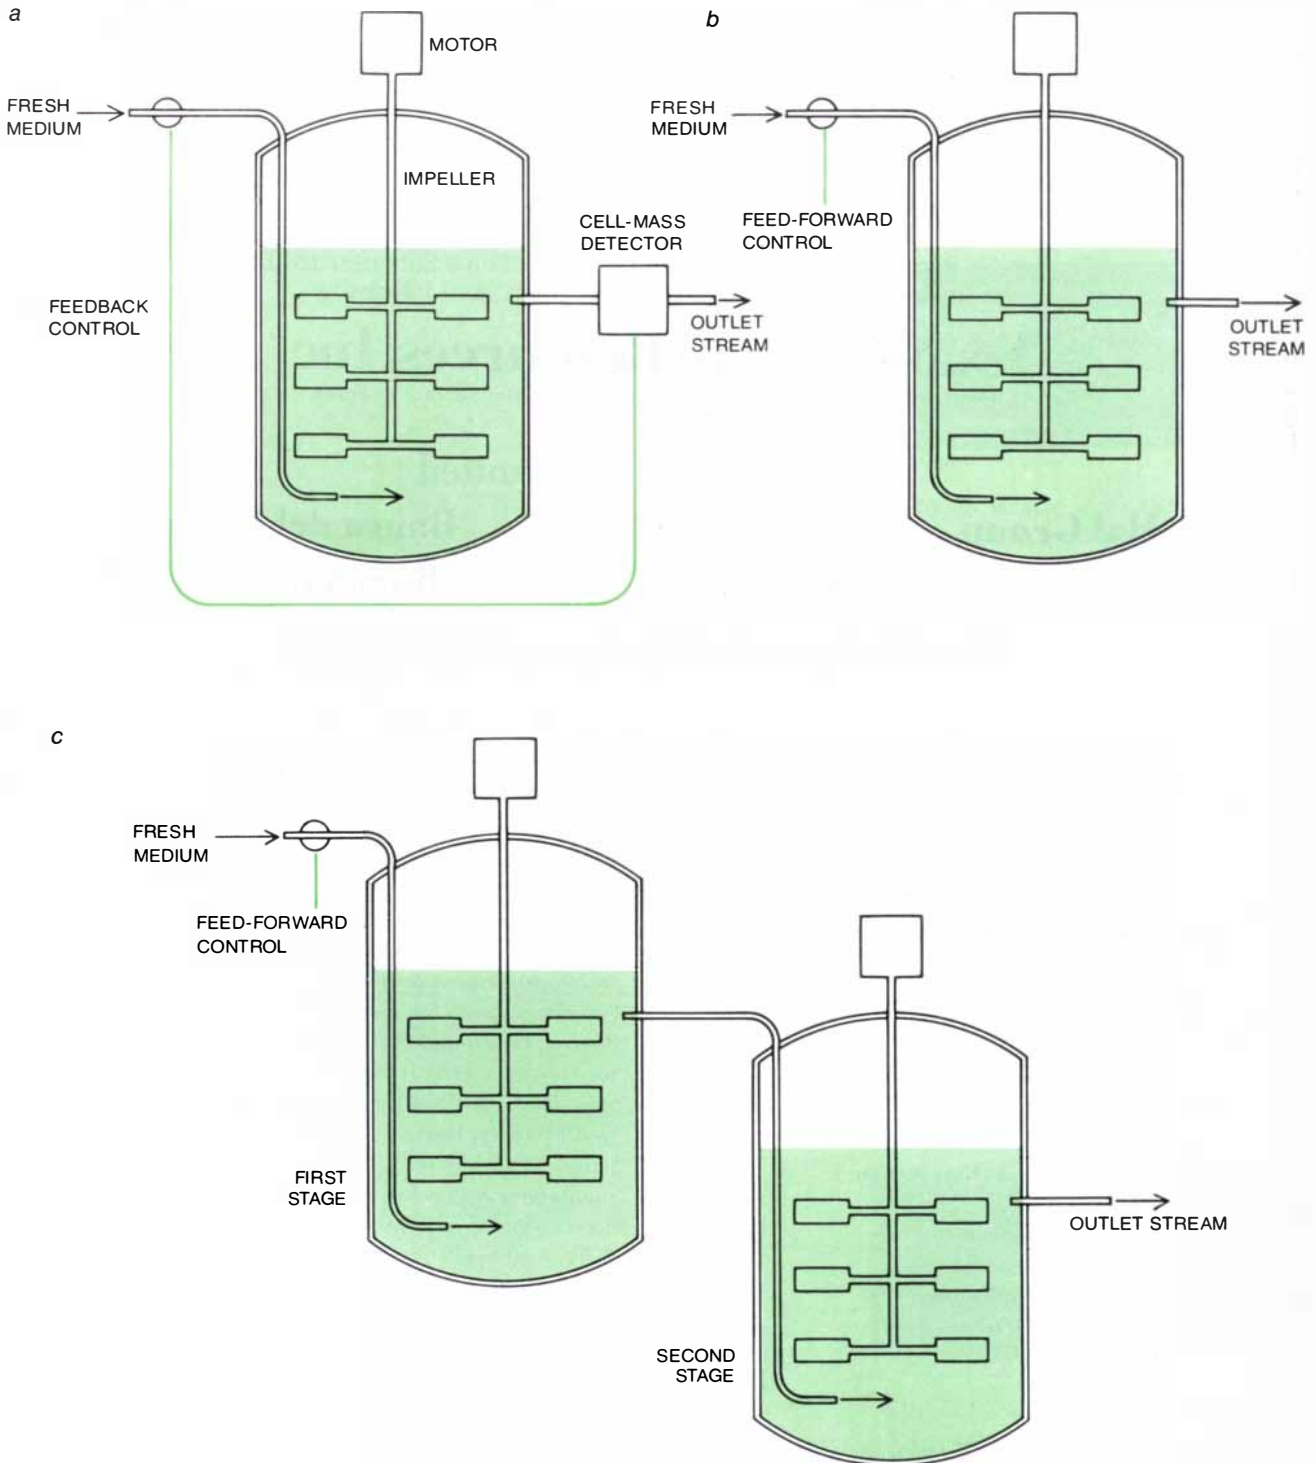 a
MOTOR
FRESH
MEDIUM
IMPELLER
CELL-MASS
DETECTOR
FEEDBACK
CONTROL
OUTLET
STREAM
b
FRESH
MEDIUM
FEED-FORWARD
CONTROL
OUTLET
STREAM
c
FRESH
MEDIUM
FEED-FORWARD
CONTROL
FIRST
STAGE
OUTLET STREAM
SECOND
STAGE